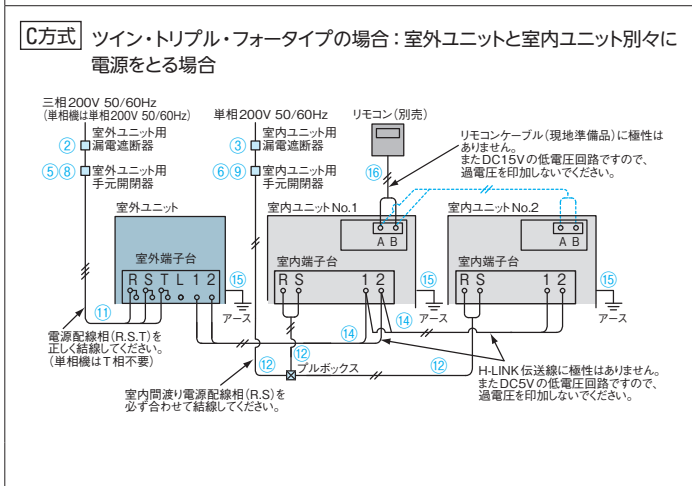 C方式 ツイン・トリプル・フォータイプの場合：室外ユニットと室内ユニット別々に
電源をとる場合
三相200V 50/60Hz
(単相機は単相200V 50/60Hz)
② 室外ユニット用
漏電遮断器
⑤⑧ 室外ユニット用
手元開閉器
単相200V 50/60Hz
③ 室内ユニット用
漏電遮断器
⑥⑨ 室内ユニット用
手元開閉器
リモコン(別売)
⑯
リモコンケーブル(現地準備品)に極性は
ありません。
またDC15Vの低電圧回路ですので、
過電圧を印加しないでください。
室外ユニット
室外端子台
R S T L 1 2
⑮
アース
室内ユニットNo.1
A B
室内端子台
R S 1 2
⑮
アース
室内ユニットNo.2
A B
室内端子台
R S 1 2
⑮
アース
⑪
⑭
⑭
⑫
⑫
⑫
プルボックス
電源配線相(R.S.T)を
正しく結線してください。
(単相機はT相不要)
室内間渡り電源配線相(R.S)を
必ず合わせて結線してください。
H-LINK伝送線に極性はありません。
またDC5Vの低電圧回路ですので、
過電圧を印加しないでください。